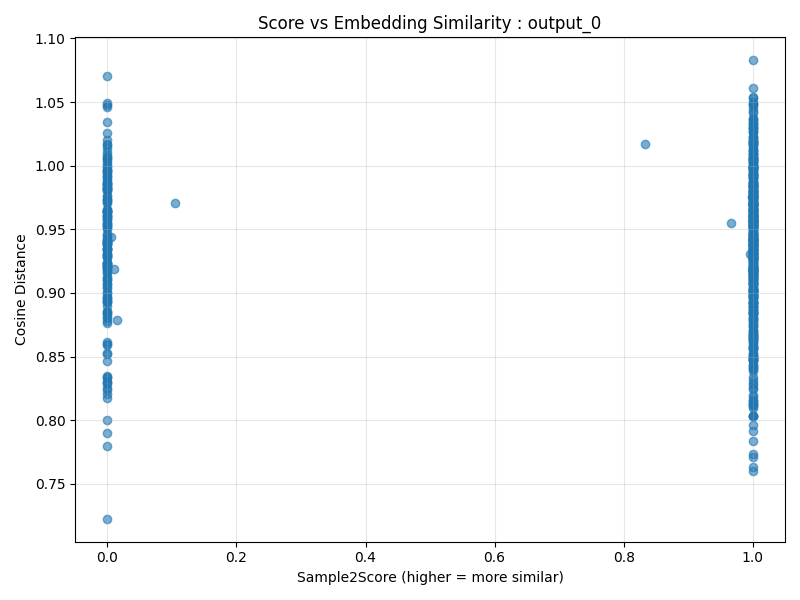 Score vs Embedding Similarity : output_0
1.10
1.05
1.00
0.95
0.90
0.85
0.80
0.75
Cosine Distance
0.0 0.2 0.4 0.6 0.8 1.0
Sample2Score (higher = more similar)